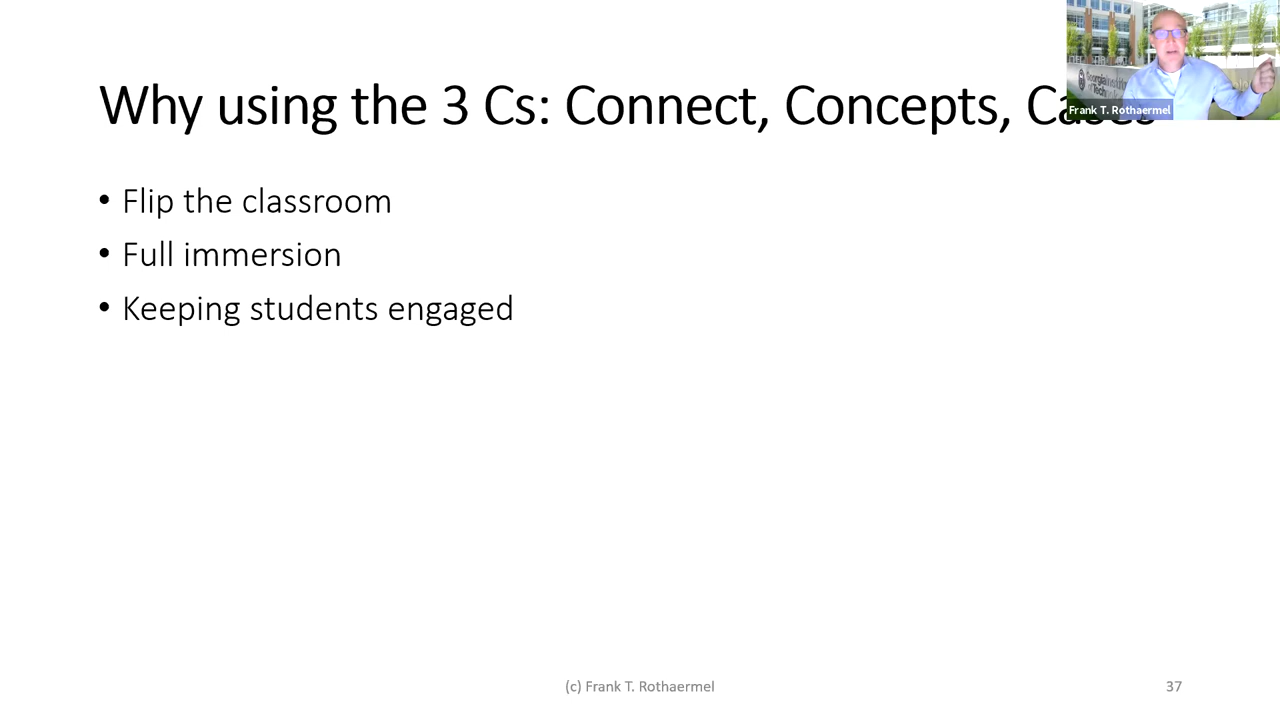 Why using the 3 Cs: Connect, Concepts, Cases
Frank T. Rothaermel
• Flip the classroom
• Full immersion
• Keeping students engaged
(c) Frank T. Rothaermel
37